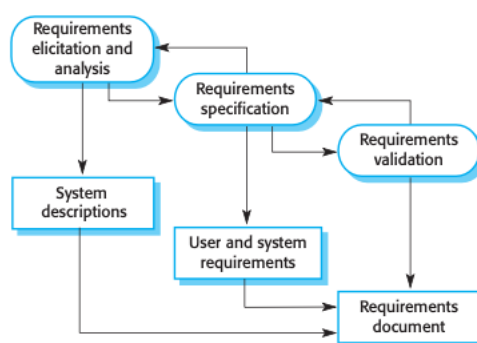 Requirements
elicitation and
analysis
Requirements
specification
Requirements
validation
System
descriptions
User and system
requirements
Requirements
document